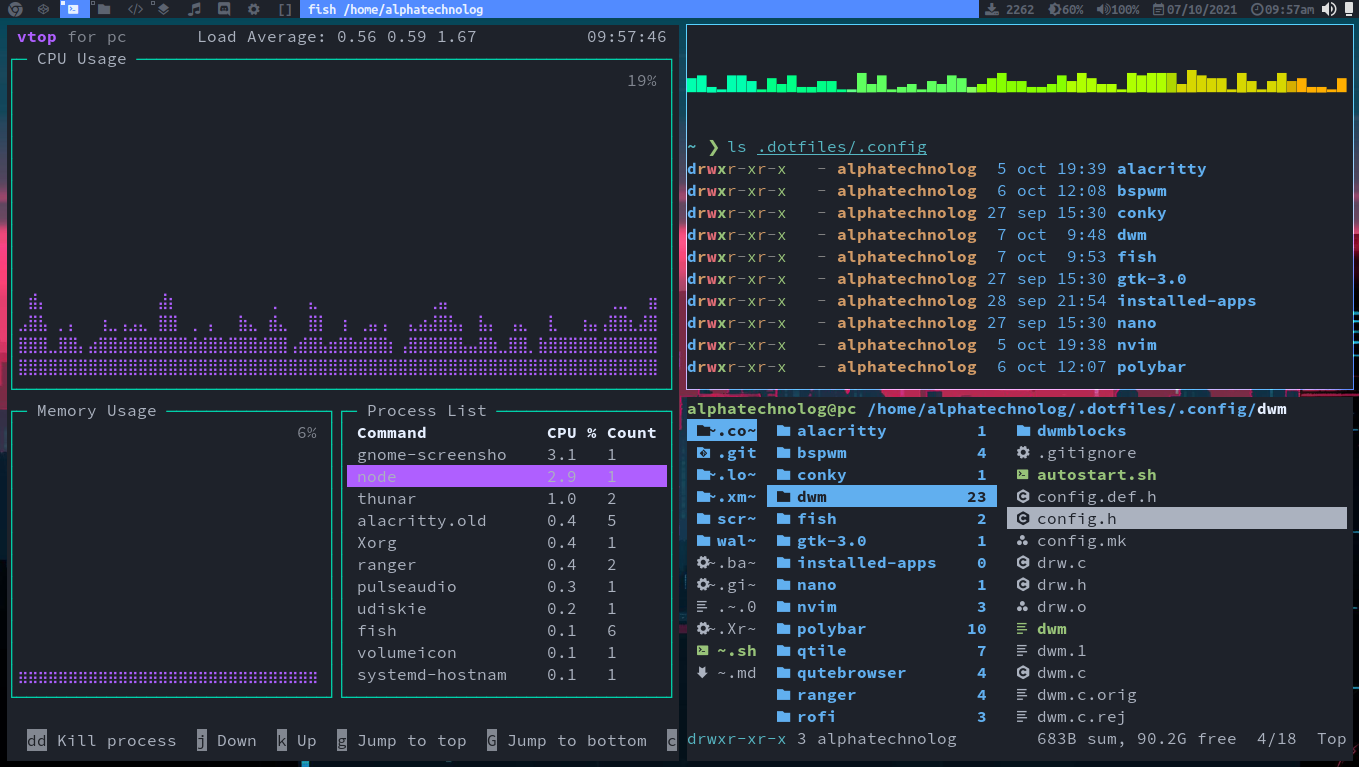 fish /home/alphatechnolog
2262 60% 100% 07/10/2021 09:57am
vtop for pc Load Average: 0.56 0.59 1.67 09:57:46
CPU Usage
19%
Memory Usage
6%
Process List
Command CPU % Count
gnome-screensho 3.1 1
node 2.9 1
thunar 1.0 2
alacritty.old 0.4 5
Xorg 0.4 1
ranger 0.4 2
pulseaudio 0.3 1
udiskie 0.2 1
fish 0.1 6
volumeicon 0.1 1
systemd-hostnam 0.1 1
dd Kill process j Down k Up g Jump to top G Jump to bottom c
~ ❯ ls .dotfiles/.config
drwxr-xr-x - alphatechnolog 5 oct 19:39 alacritty
drwxr-xr-x - alphatechnolog 6 oct 12:08 bspwm
drwxr-xr-x - alphatechnolog 27 sep 15:30 conky
drwxr-xr-x - alphatechnolog 7 oct 9:48 dwm
drwxr-xr-x - alphatechnolog 7 oct 9:53 fish
drwxr-xr-x - alphatechnolog 27 sep 15:30 gtk-3.0
drwxr-xr-x - alphatechnolog 28 sep 21:54 installed-apps
drwxr-xr-x - alphatechnolog 27 sep 15:30 nano
drwxr-xr-x - alphatechnolog 5 oct 19:38 nvim
drwxr-xr-x - alphatechnolog 6 oct 12:07 polybar
alphatechnolog@pc /home/alphatechnolog/.dotfiles/.config/dwm
~.co~ alacritty 1 dwmblocks
.git bspwm 4 .gitignore
~.lo~ conky 1 autostart.sh
~.xm~ dwm 23 config.def.h
scr~ fish 2 config.h
wal~ gtk-3.0 1 config.mk
~.ba~ installed-apps 0 drw.c
~.gi~ nano 1 drw.h
.~.0 nvim 3 drw.o
~.Xr~ polybar 10 dwm
~.sh qtile 7 dwm.1
~.md qutebrowser 4 dwm.c
ranger 4 dwm.c.orig
rofi 3 dwm.c.rej
drwxr-xr-x 3 alphatechnolog 683B sum, 90.2G free 4/18 Top